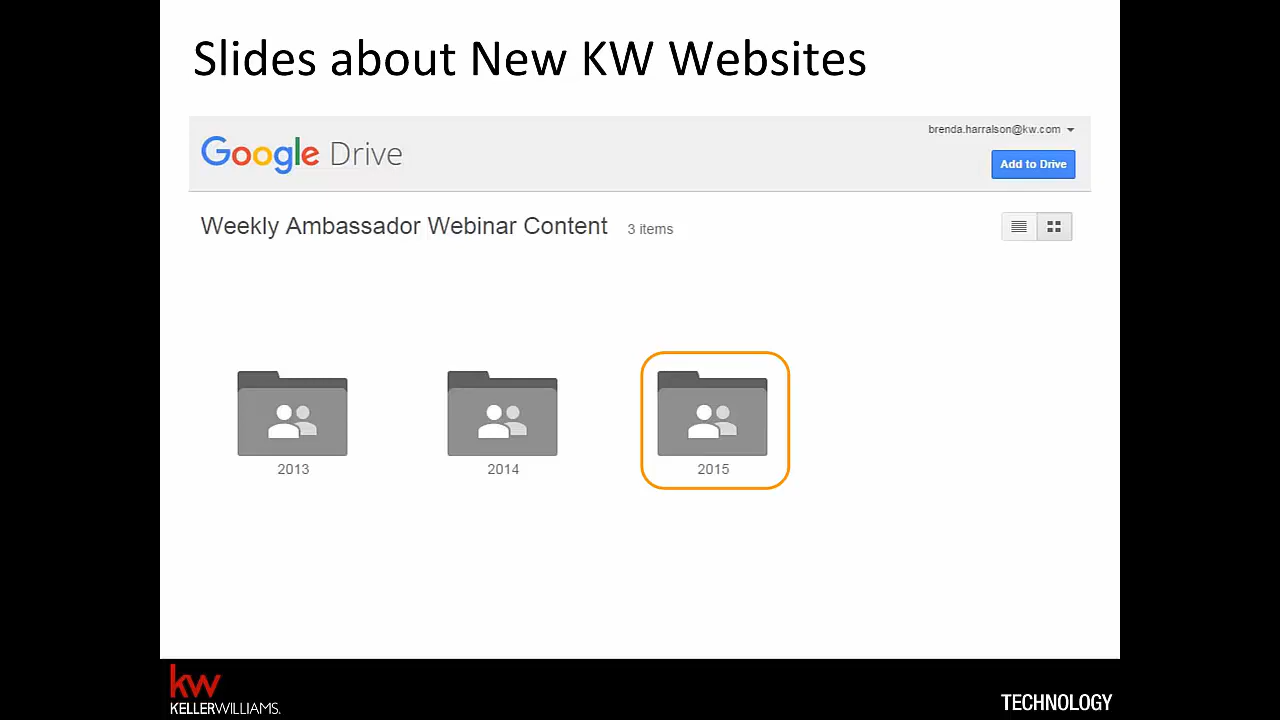 Slides about New KW Websites
brenda.harralson@kw.com
Google Drive
Add to Drive
Weekly Ambassador Webinar Content 3 items
2013 2014 2015
kw
KELLERWILLIAMS.
TECHNOLOGY